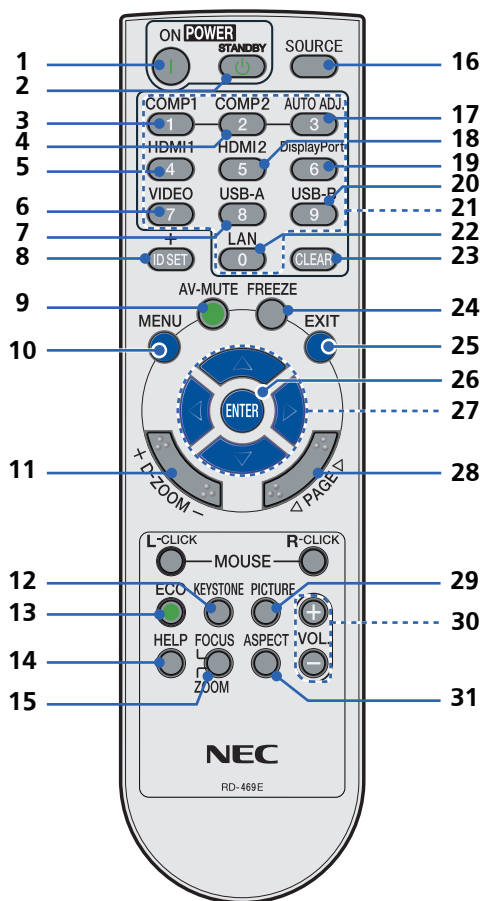 ON POWER
STANDBY
SOURCE
1
2
16
COMP1 COMP2 AUTO ADJ.
3
1 2 3
17
4
18
HDMI1 HDMI2 DisplayPort
5
4 5 6
19
VIDEO USB-A USB-B
20
6
7 8 9
21
7
LAN
22
+
8
ID SET 0 CLEAR
23
AV-MUTE FREEZE
9
24
MENU EXIT
10
25
26
ENTER
27
11
+ D-ZOOM −
◁ PAGE ▷
28
L-CLICK R-CLICK
MOUSE
12
29
ECO KEYSTONE PICTURE
13
+
30
HELP FOCUS ASPECT VOL.
14
−
15
ZOOM
31
NEC
RD-469E